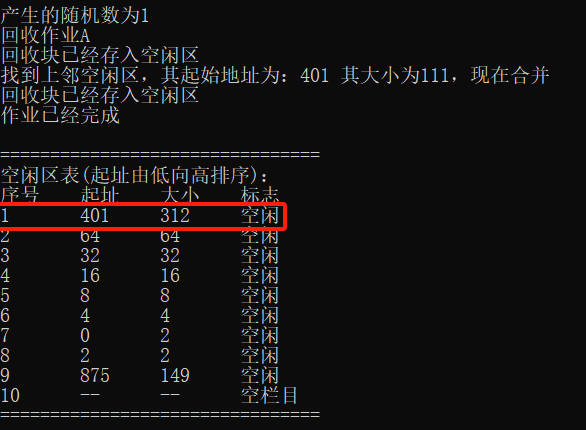 产生的随机数为1
回收作业A
回收块已经存入空闲区
找到上邻空闲区，其起始地址为：401 其大小为111，现在合并
回收块已经存入空闲区
作业已经完成
================================
空闲区表(起址由低向高排序)：
序号 起址 大小 标志
1 401 312 空闲
2 64 64 空闲
3 32 32 空闲
4 16 16 空闲
5 8 8 空闲
6 4 4 空闲
7 0 2 空闲
8 2 2 空闲
9 875 149 空闲
10 -- -- 空栏目
================================